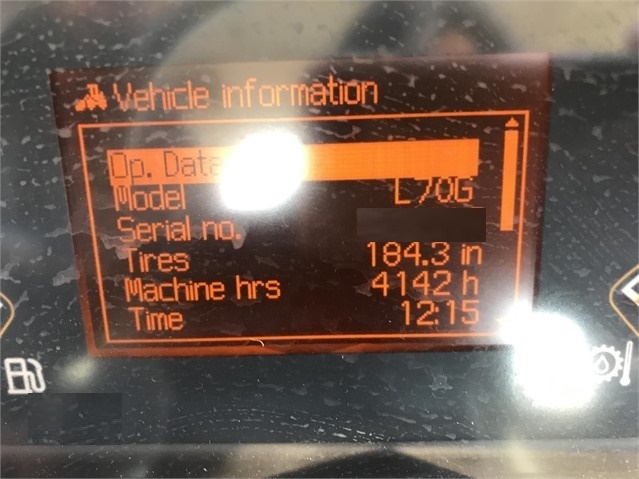 Vehicle information
Op. Data
Model L70G
Serial no.
Tires 184.3 in
Machine hrs 4142 h
Time 12:15